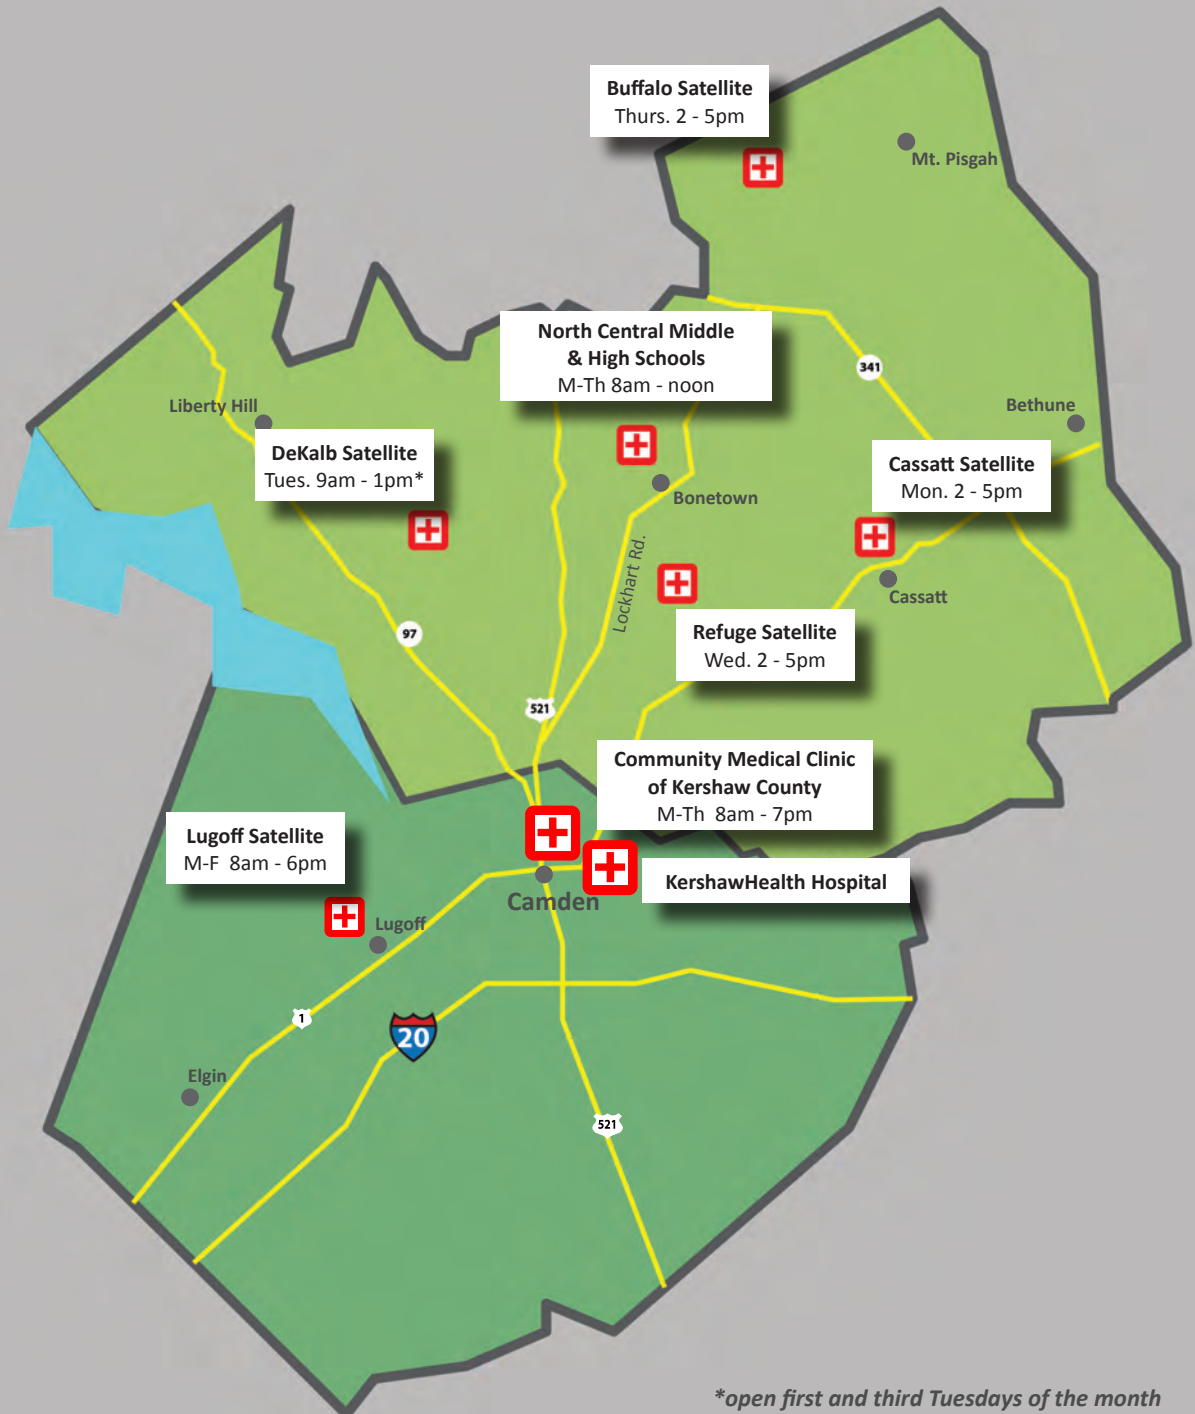 Buffalo Satellite
Thurs. 2 - 5pm
Mt. Pisgah
North Central Middle
& High Schools
M-Th 8am - noon
341
Liberty Hill
Bethune
DeKalb Satellite
Tues. 9am - 1pm*
Cassatt Satellite
Mon. 2 - 5pm
Bonetown
Lockhart Rd.
Cassatt
97
Refuge Satellite
Wed. 2 - 5pm
521
Community Medical Clinic
of Kershaw County
M-Th 8am - 7pm
Lugoff Satellite
M-F 8am - 6pm
KershawHealth Hospital
Camden
Lugoff
1
20
Elgin
521
*open first and third Tuesdays of the month